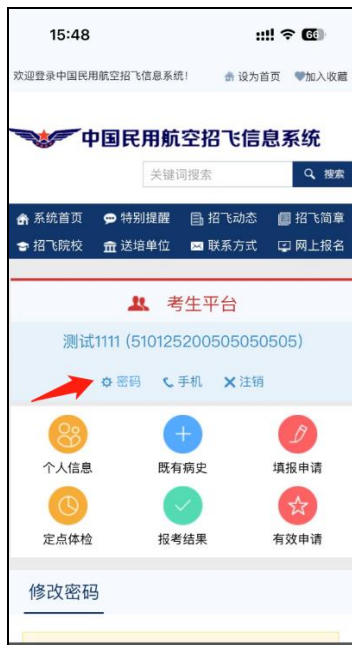 15:48
66
欢迎登录中国民用航空招飞信息系统!
设为首页
加入收藏
中国民用航空招飞信息系统
关键词搜索
搜索
系统首页 特别提醒 招飞动态 招飞简章
招飞院校 送培单位 联系方式 网上报名
考生平台
测试1111 (510125200505050505)
密码 手机 注销
个人信息 既有病史 填报申请
定点体检 报考结果 有效申请
修改密码